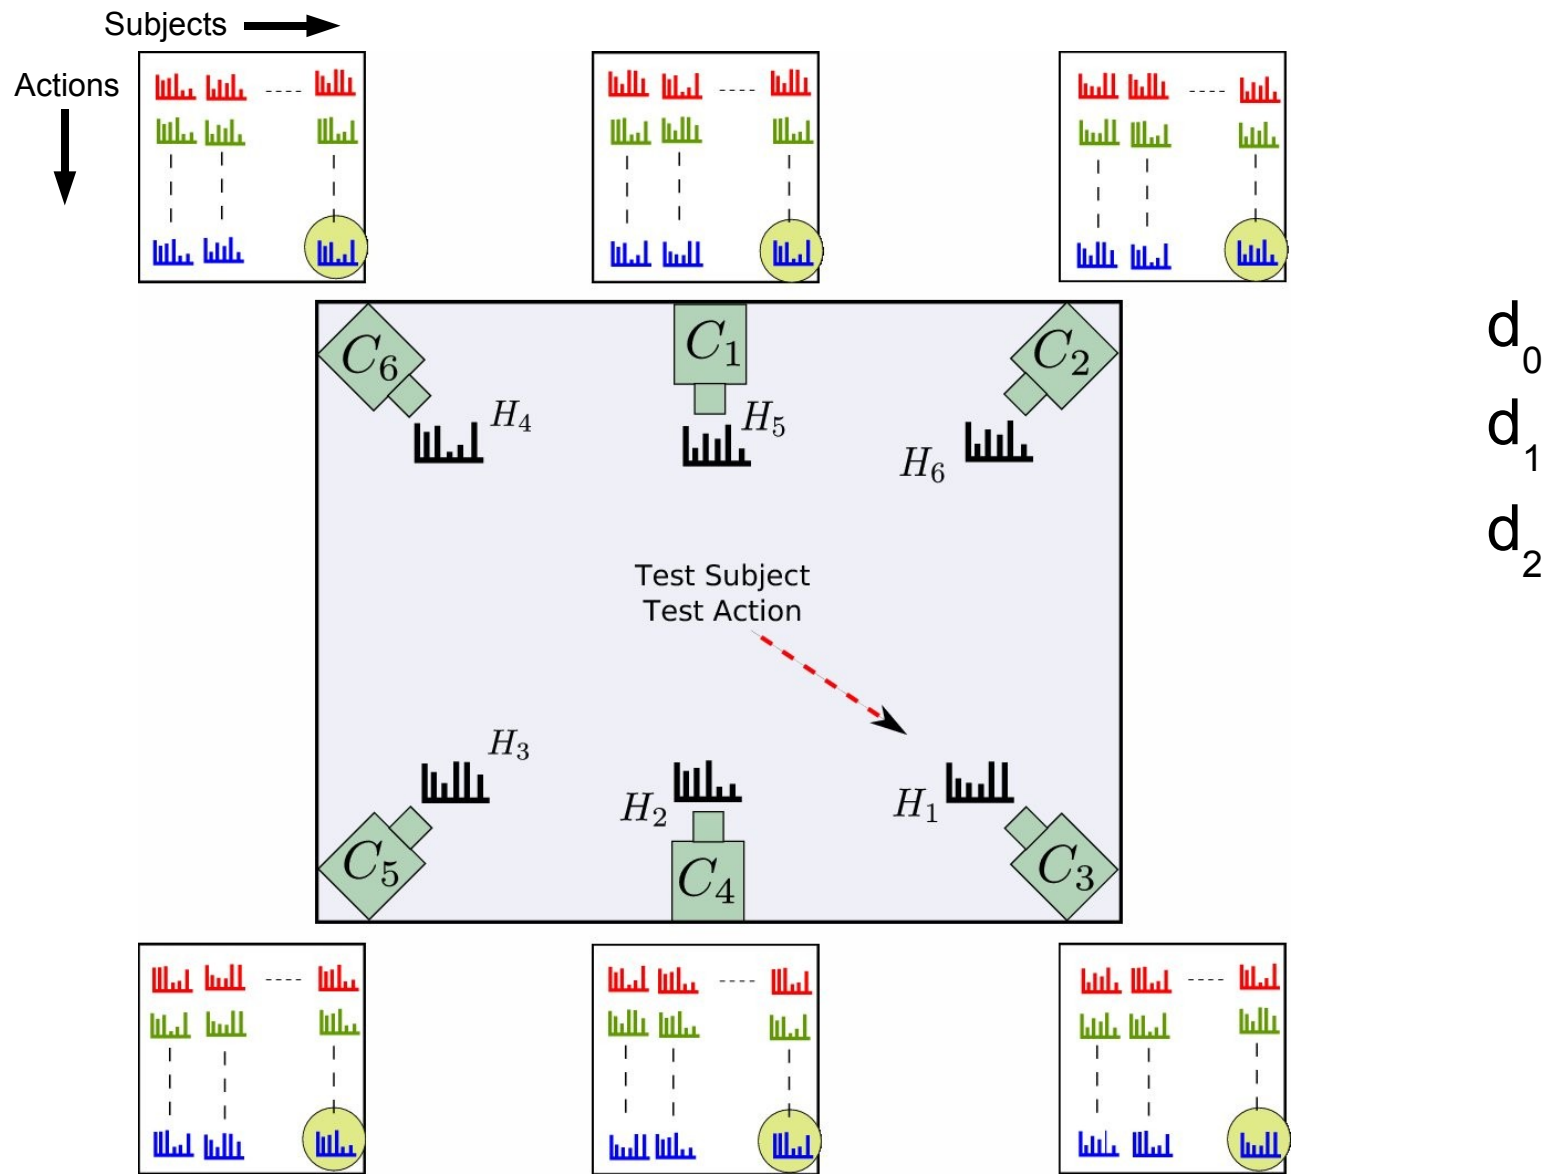 Subjects
Actions
C6
C1
C2
H4
H5
H6
d0
d1
d2
Test Subject
Test Action
H3
H2
H1
C5
C4
C3